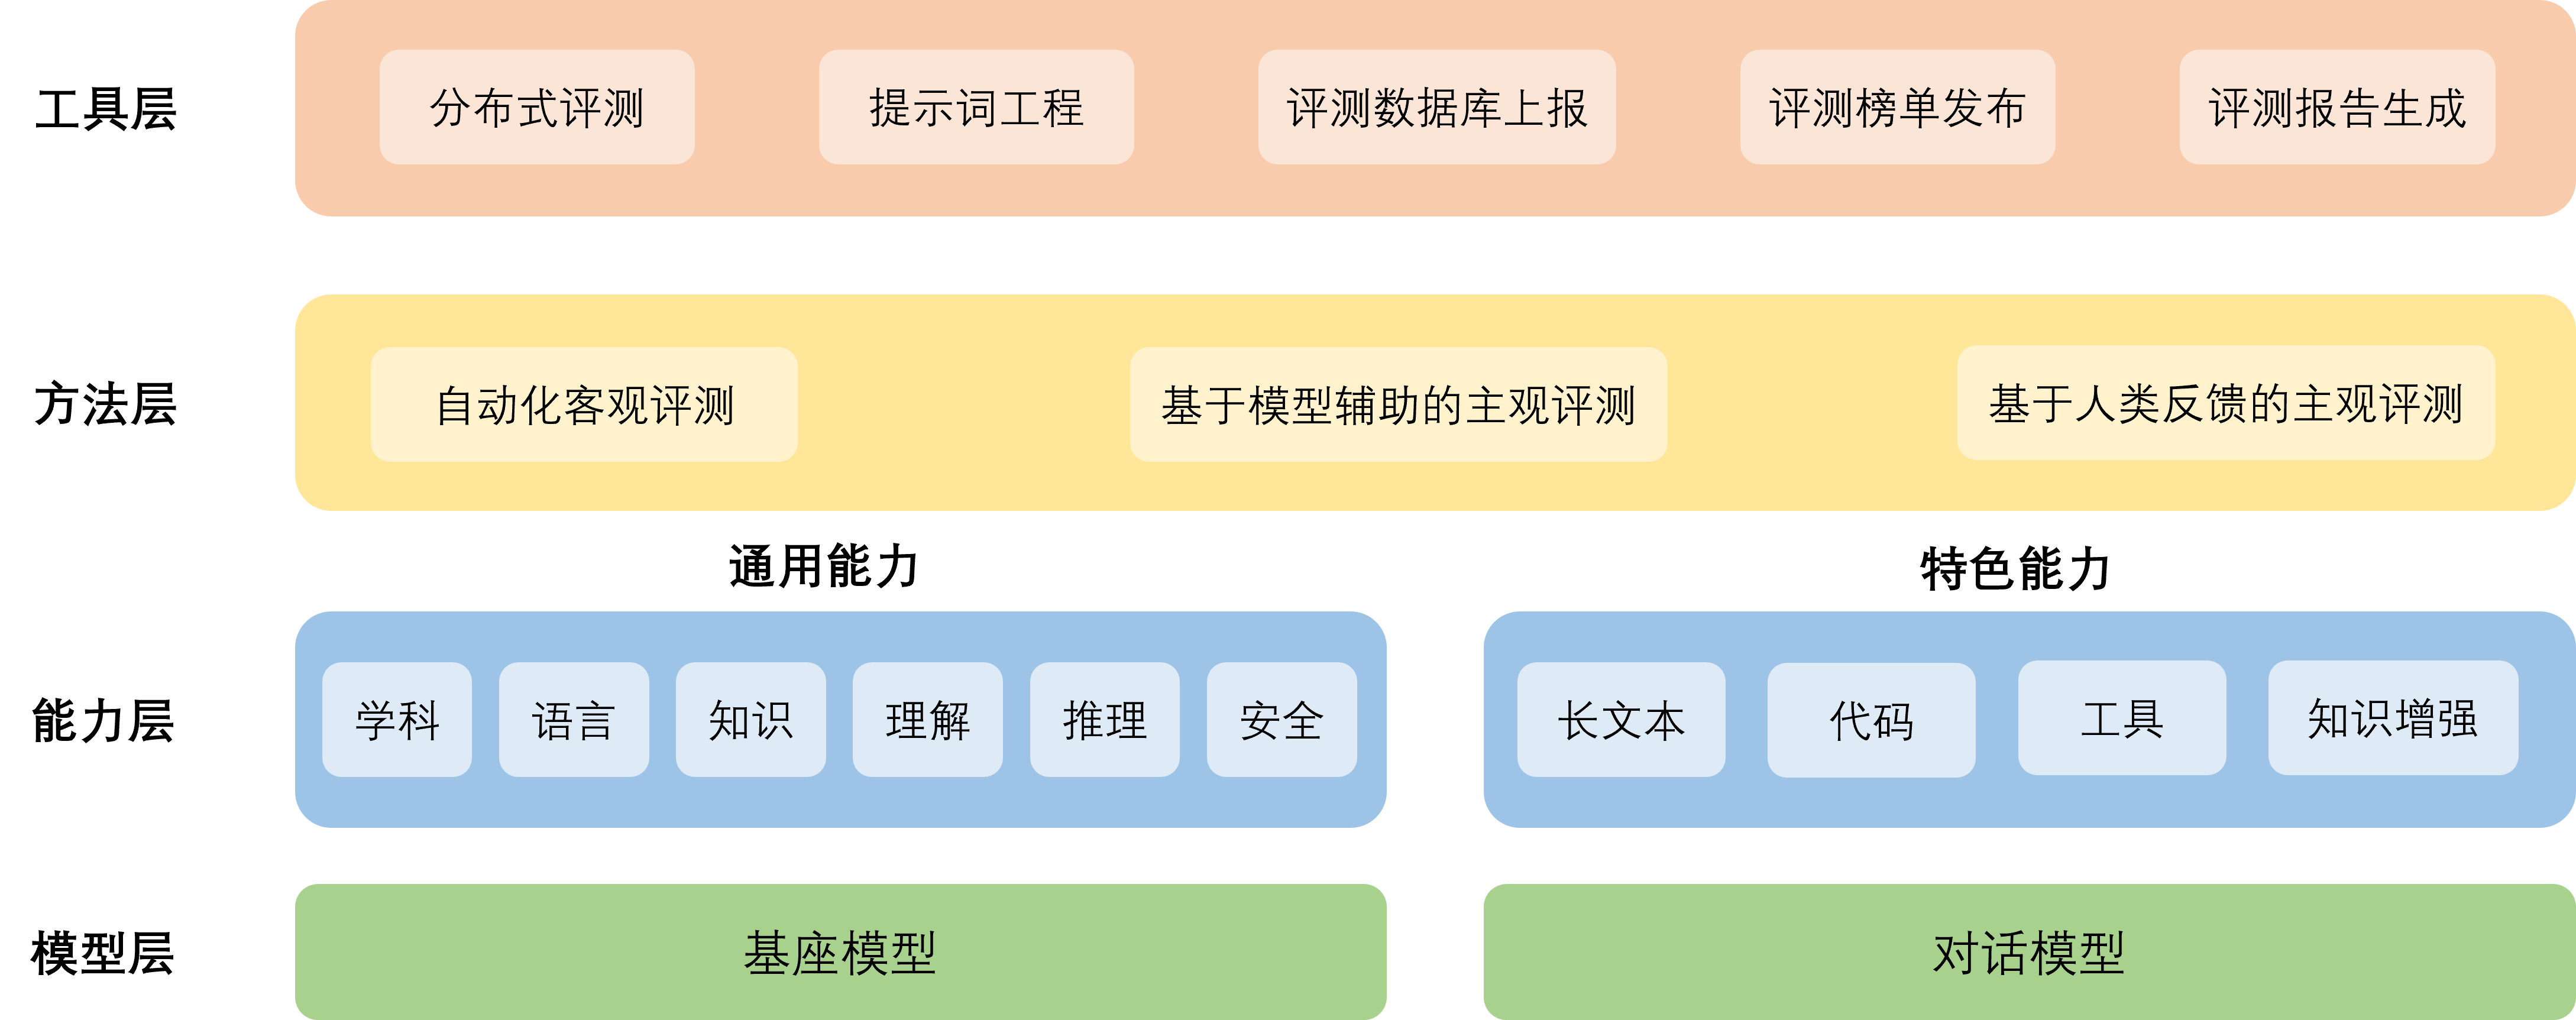 工具层
分布式评测
提示词工程
评测数据库上报
评测榜单发布
评测报告生成
方法层
自动化客观评测
基于模型辅助的主观评测
基于人类反馈的主观评测
通用能力
特色能力
能力层
学科
语言
知识
理解
推理
安全
长文本
代码
工具
知识增强
模型层
基座模型
对话模型